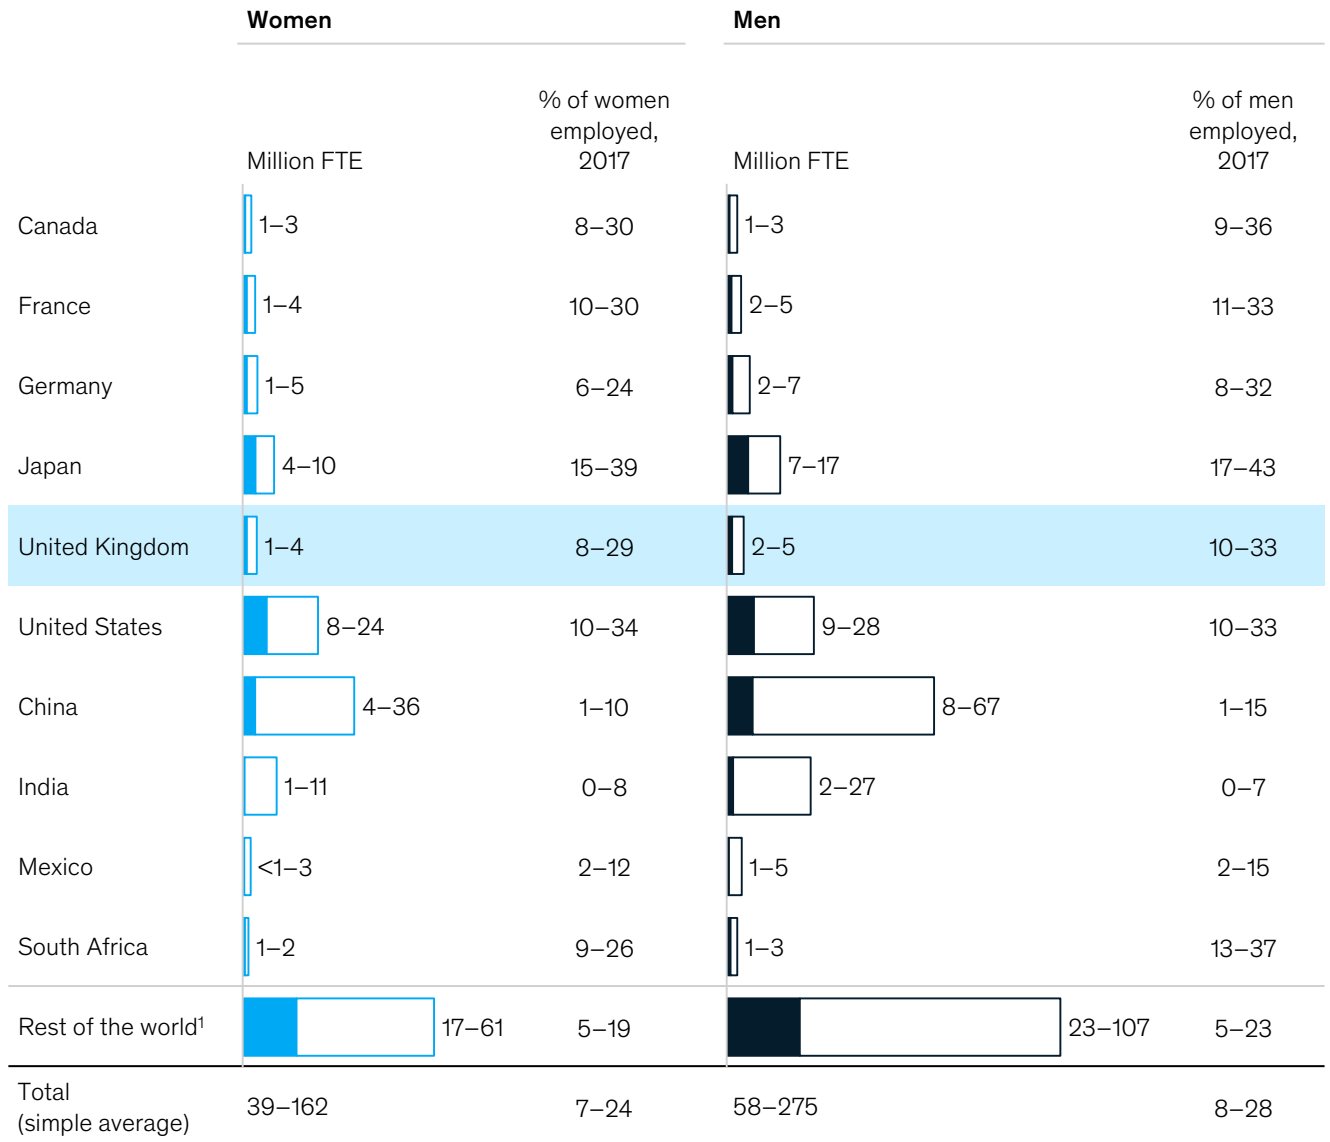 Women Men
% of women % of men
employed, employed,
Million FTE 2017 Million FTE 2017
Canada 1–3 8–30 1–3 9–36
France 1–4 10–30 2–5 11–33
Germany 1–5 6–24 2–7 8–32
Japan 4–10 15–39 7–17 17–43
United Kingdom 1–4 8–29 2–5 10–33
United States 8–24 10–34 9–28 10–33
China 4–36 1–10 8–67 1–15
India 1–11 0–8 2–27 0–7
Mexico <1–3 2–12 1–5 2–15
South Africa 1–2 9–26 1–3 13–37
Rest of the world¹ 17–61 5–19 23–107 5–23
Total
(simple average) 39–162 7–24 58–275 8–28